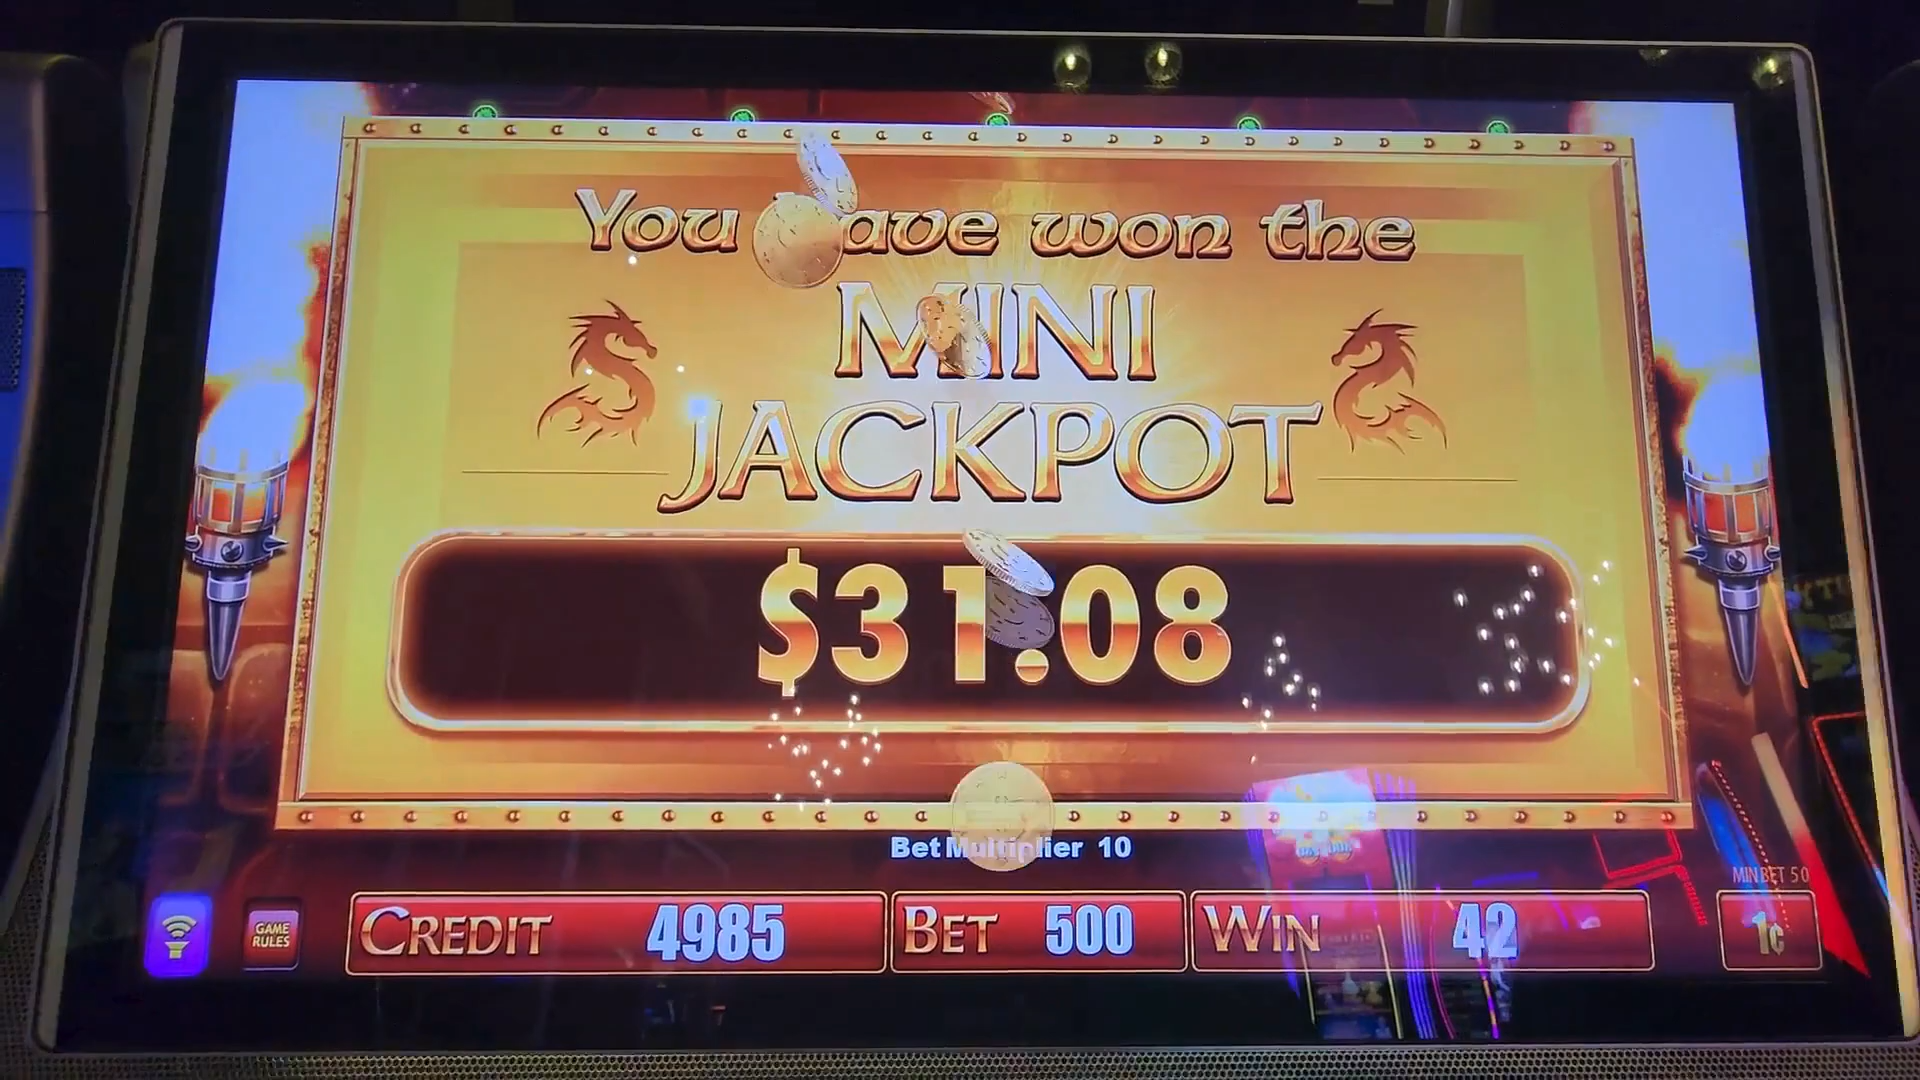 You have won the
MINI
JACKPOT
$31.08
Bet Multiplier 10
MIN BET 50
GAME
RULES
CREDIT 4985
BET 500
WIN 42
1¢